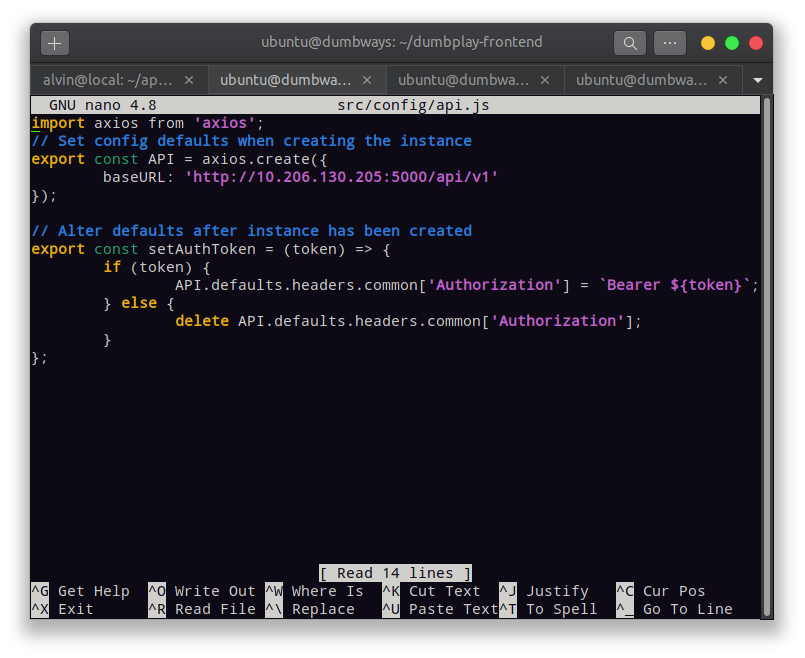 ubuntu@dumbways: ~/dumbplay-frontend
alvin@local: ~/ap... × ubuntu@dumbwa... × ubuntu@dumbwa... × ubuntu@dumbwa... ×
GNU nano 4.8 src/config/api.js
import axios from 'axios';
// Set config defaults when creating the instance
export const API = axios.create({
        baseURL: 'http://10.206.130.205:5000/api/v1'
});

// Alter defaults after instance has been created
export const setAuthToken = (token) => {
        if (token) {
                API.defaults.headers.common['Authorization'] = `Bearer ${token}`;
        } else {
                delete API.defaults.headers.common['Authorization'];
        }
};
[ Read 14 lines ]
^G Get Help ^O Write Out ^W Where Is ^K Cut Text ^J Justify ^C Cur Pos
^X Exit ^R Read File ^\ Replace ^U Paste Text ^T To Spell ^_ Go To Line